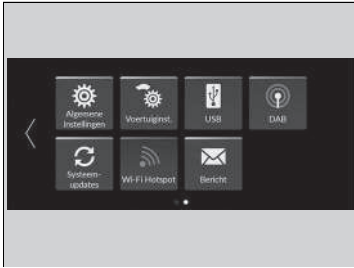 Algemene
Instellingen
Voertuiginst.
USB
DAB
Systeem-
updates
Wi-Fi Hotspot
Bericht